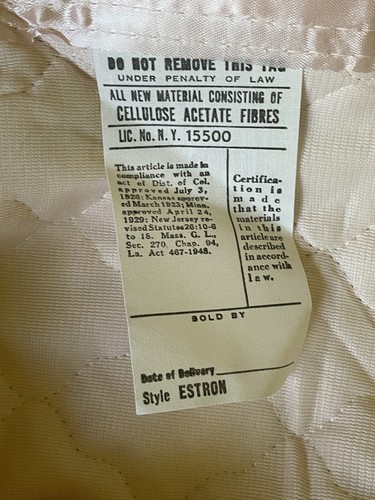 DO NOT REMOVE THIS TAG
UNDER PENALTY OF LAW
ALL NEW MATERIAL CONSISTING OF
CELLULOSE ACETATE FIBRES
LIC. No. N. Y. 15500
This article is made in
compliance with an
act of Dist. of Col.
approved July 3,
1926: Kansas approv-
ed March 1923; Minn.
approved April 24,
1929: New Jersey re-
vised Statutes 26:10-6
to 18. Mass. G. L.,
Sec. 270, Chap. 94,
La. Act 467-1948.
Certifica-
tion is
made
that the
materials
in this
article are
described
in accord-
ance with
law.
SOLD BY
Date of Delivery
Style ESTRON